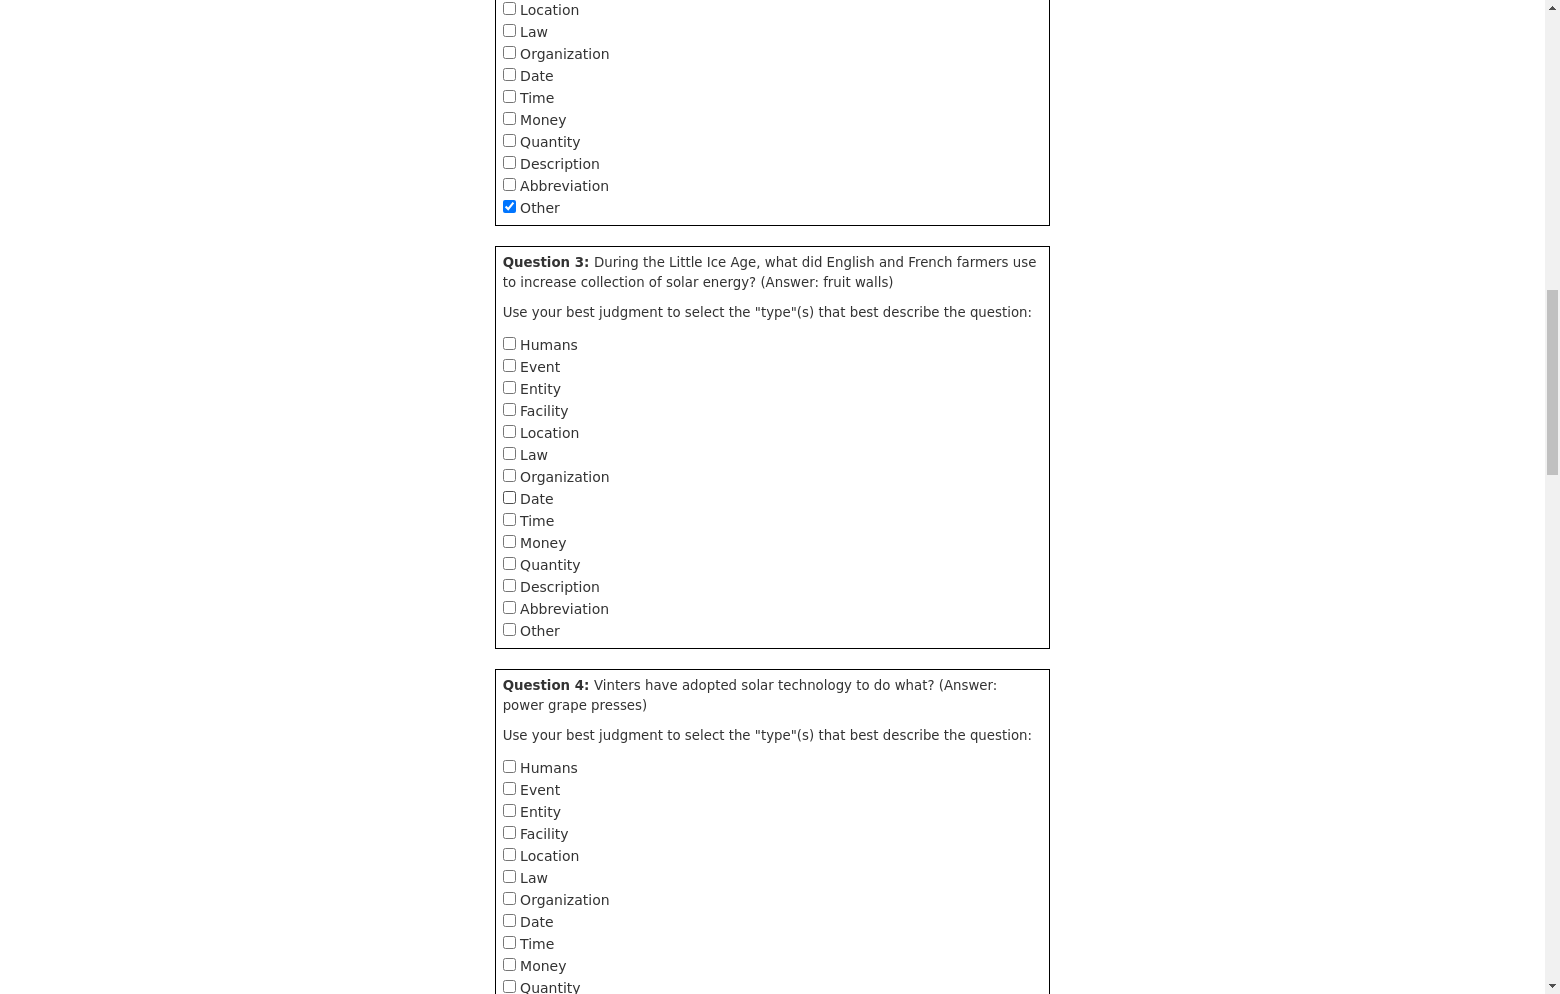 Location
Law
Organization
Date
Time
Money
Quantity
Description
Abbreviation
Other
Question 3: During the Little Ice Age, what did English and French farmers use
to increase collection of solar energy? (Answer: fruit walls)
Use your best judgment to select the "type"(s) that best describe the question:
Humans
Event
Entity
Facility
Location
Law
Organization
Date
Time
Money
Quantity
Description
Abbreviation
Other
Question 4: Vinters have adopted solar technology to do what? (Answer:
power grape presses)
Use your best judgment to select the "type"(s) that best describe the question:
Humans
Event
Entity
Facility
Location
Law
Organization
Date
Time
Money
Quantity